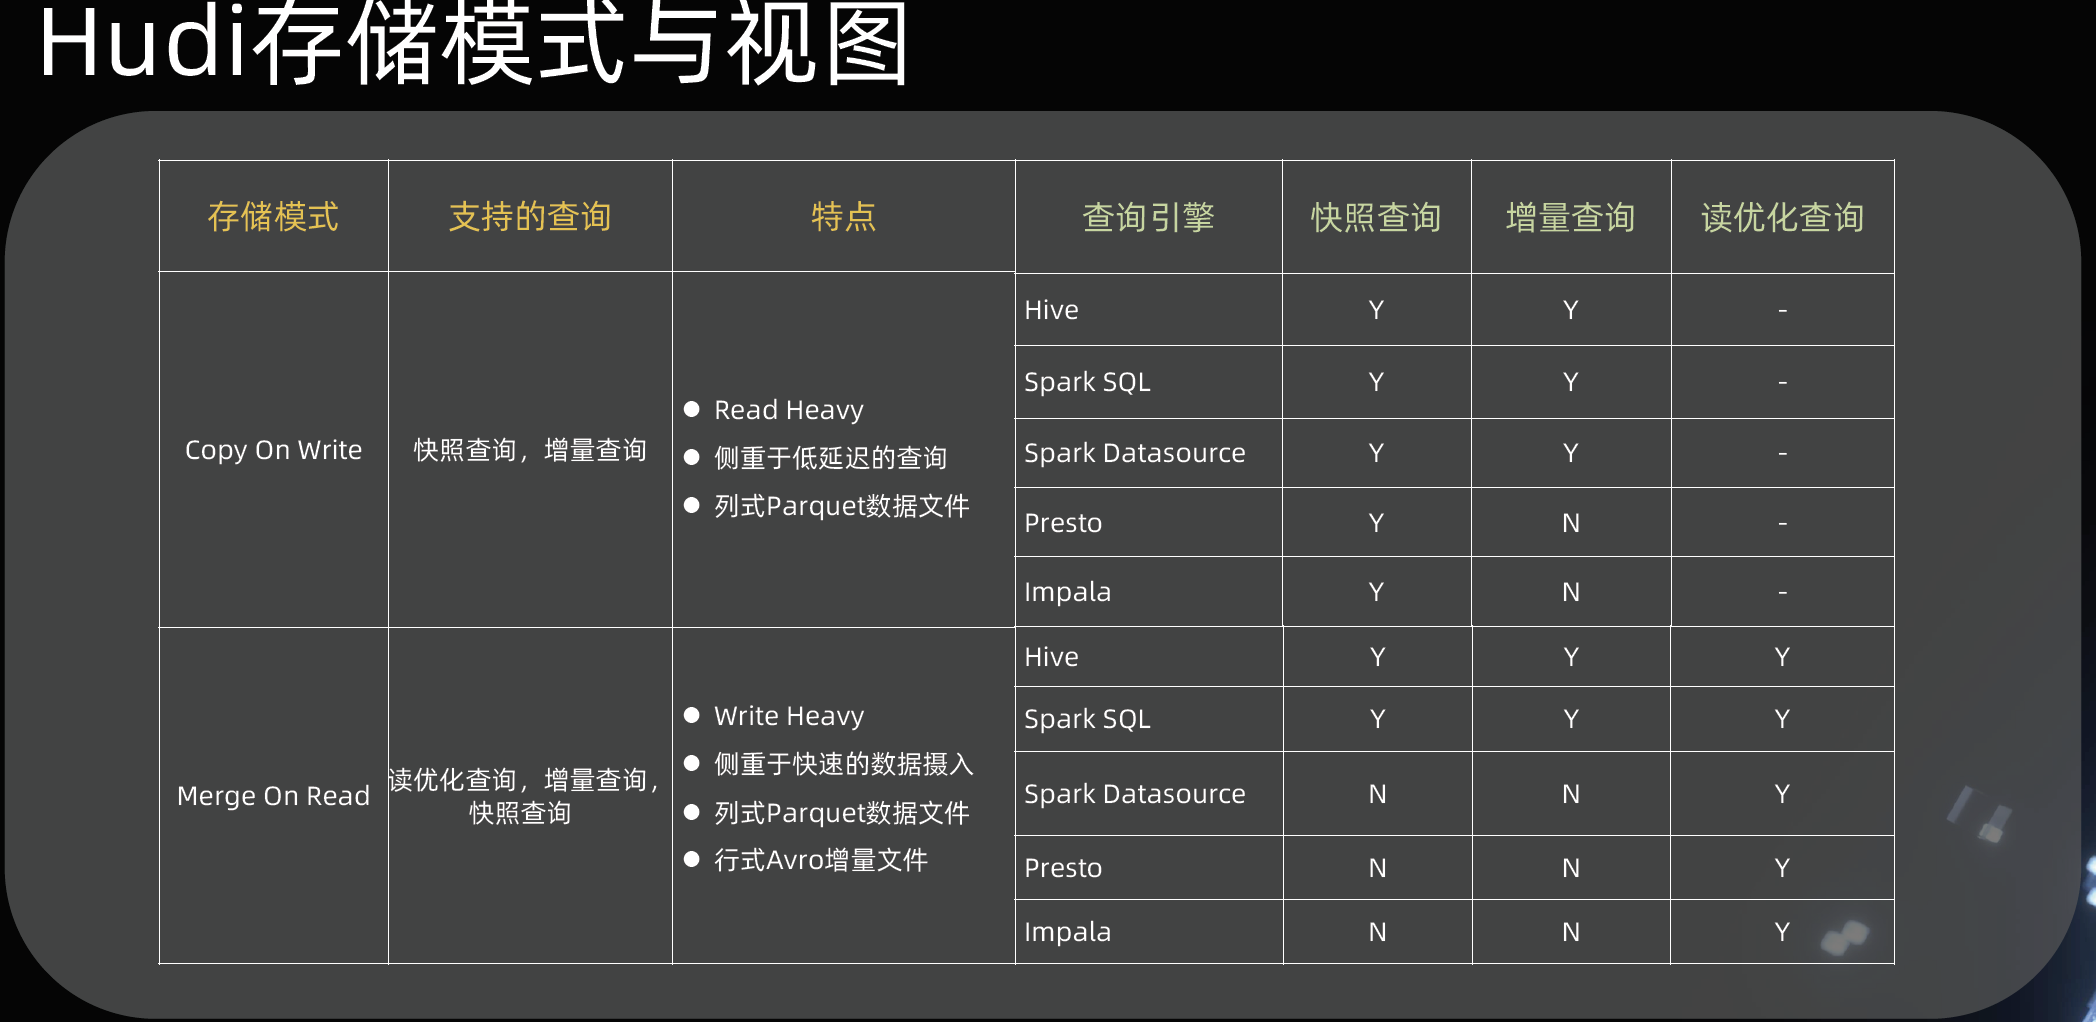 Hudi存储模式与视图
存储模式 支持的查询 特点 查询引擎 快照查询 增量查询 读优化查询
Copy On Write
快照查询，增量查询
● Read Heavy
● 侧重于低延迟的查询
● 列式Parquet数据文件
Hive Y Y -
Spark SQL Y Y -
Spark Datasource Y Y -
Presto Y N -
Impala Y N -
Merge On Read
读优化查询，增量查询，
快照查询
● Write Heavy
● 侧重于快速的数据摄入
● 列式Parquet数据文件
● 行式Avro增量文件
Hive Y Y Y
Spark SQL Y Y Y
Spark Datasource N N Y
Presto N N Y
Impala N N Y